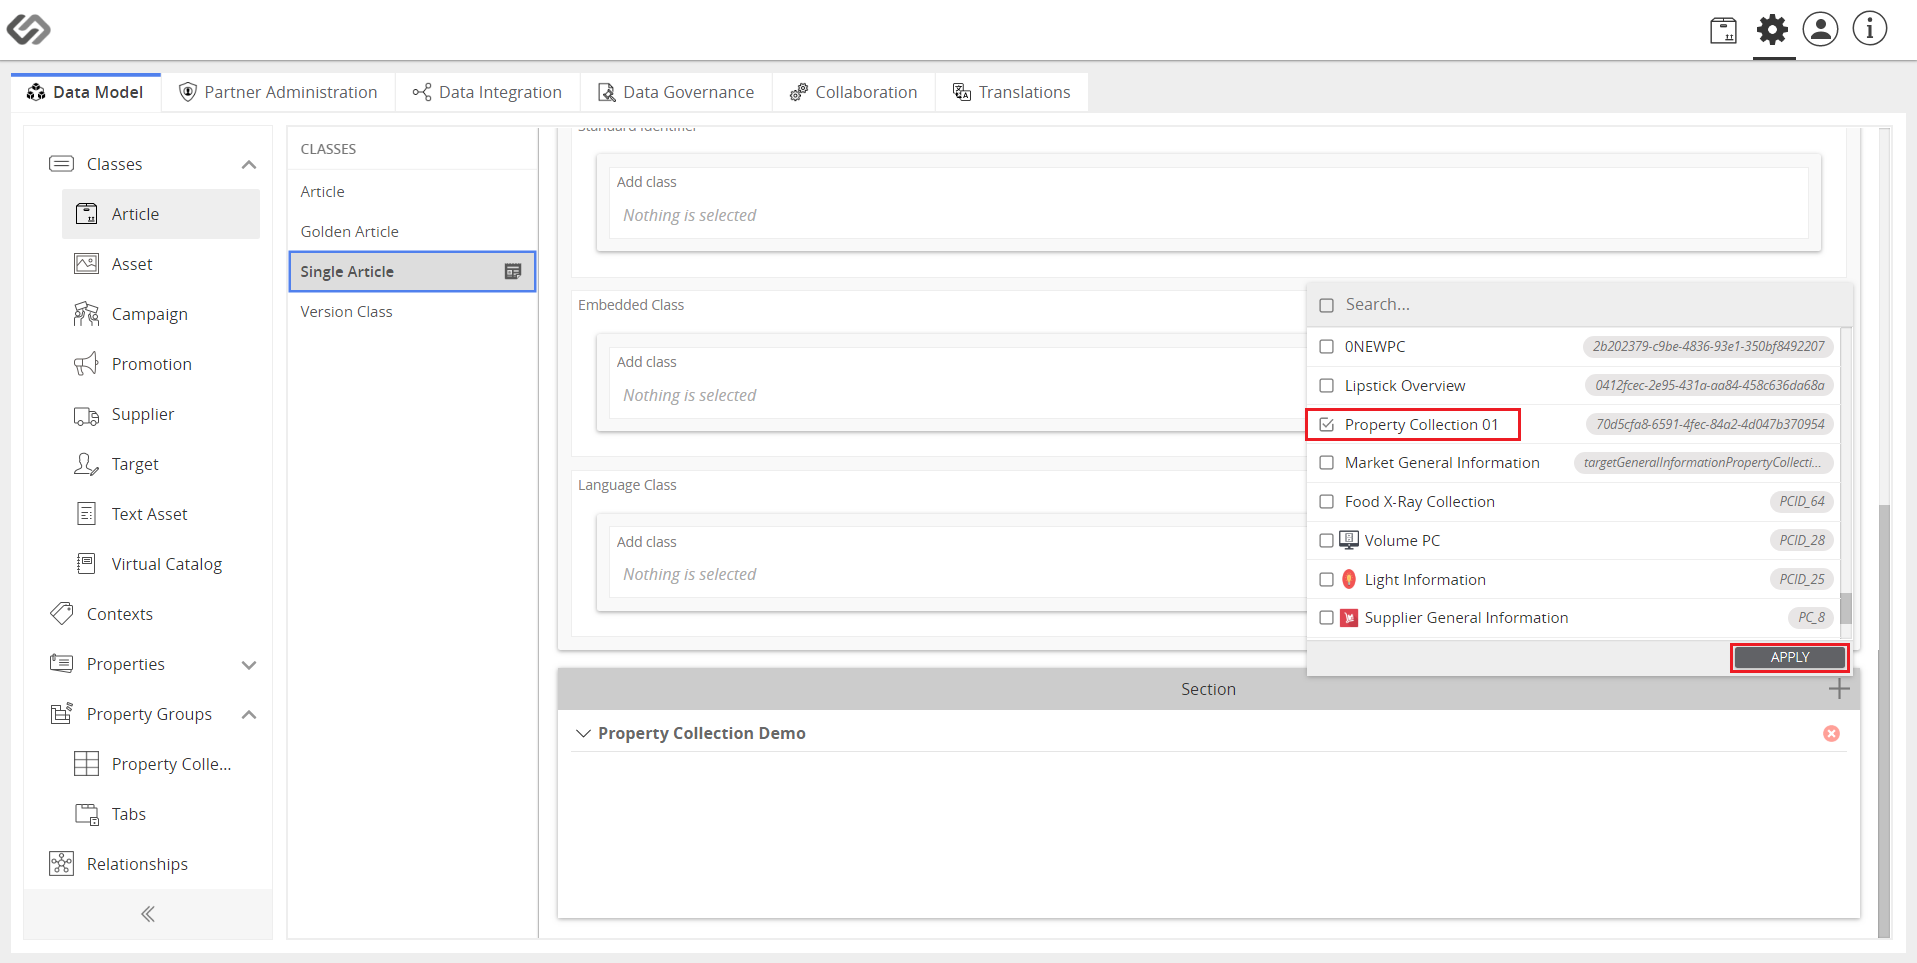 Data Model
Partner Administration
Data Integration
Data Governance
Collaboration
Translations
Classes
Article
Asset
Campaign
Promotion
Supplier
Target
Text Asset
Virtual Catalog
Contexts
Properties
Property Groups
Property Colle...
Tabs
Relationships
CLASSES
Article
Golden Article
Single Article
Version Class
Standard Identifier
Add class
Nothing is selected
Embedded Class
Add class
Nothing is selected
Language Class
Add class
Nothing is selected
Search...
0NEWPC 2b202379-c9be-4836-93e1-350bf8492207
Lipstick Overview 0412fcec-2e95-431a-aa84-458c636da68a
Property Collection 01 70d5cfa8-6591-4fec-84a2-4d047b370954
Market General Information targetGeneralInformationPropertyCollecti...
Food X-Ray Collection PCID_64
Volume PC PCID_28
Light Information PCID_25
Supplier General Information PC_8
APPLY
Section
Property Collection Demo